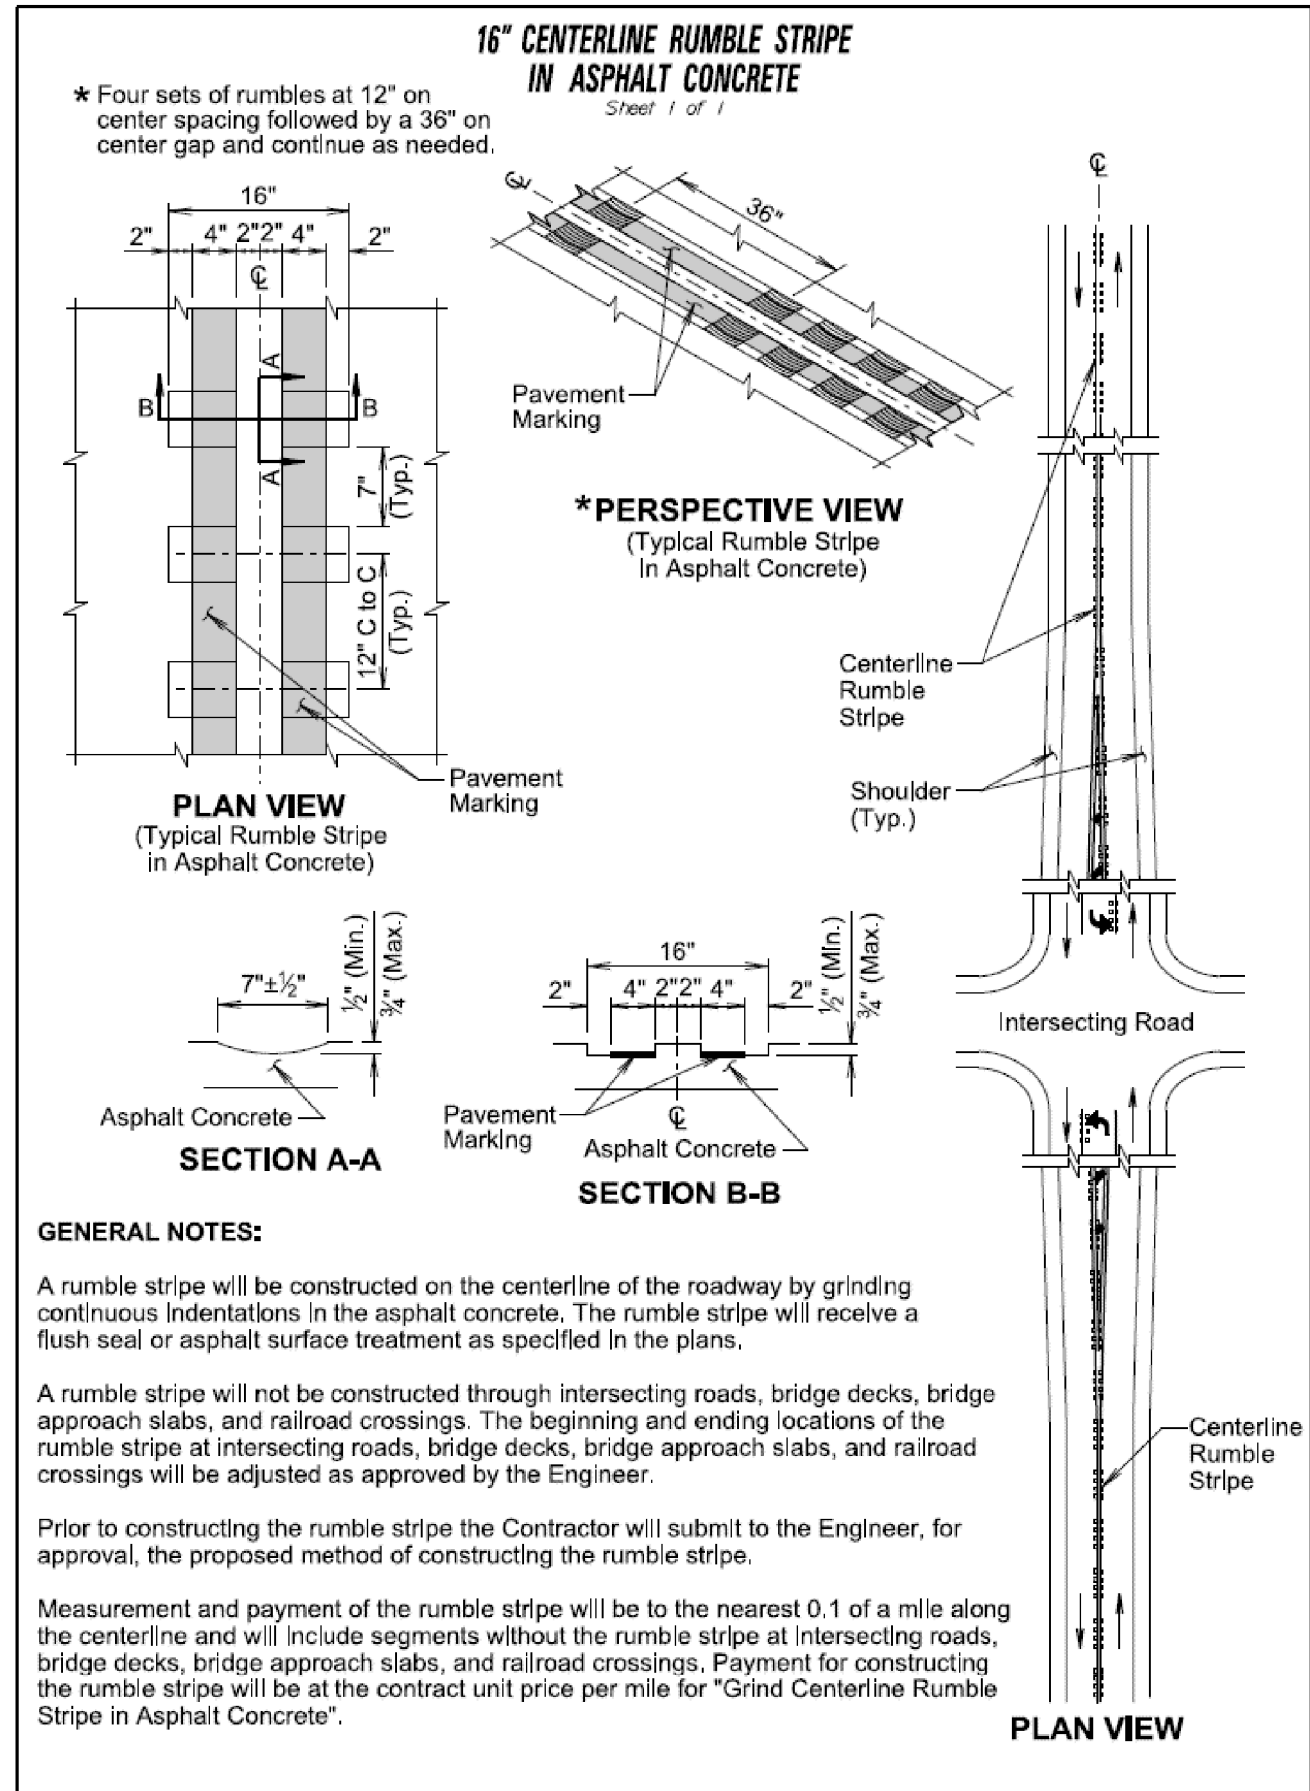 16" CENTERLINE RUMBLE STRIPE
IN ASPHALT CONCRETE
Sheet 1 of 1
* Four sets of rumbles at 12" on
center spacing followed by a 36" on
center gap and continue as needed.
16"
2" 4" 2" 2" 4" 2"
℄
A
B B
A
7"
(Typ.)
12" C to C
(Typ.)
Pavement
Marking
PLAN VIEW
(Typical Rumble Stripe
in Asphalt Concrete)
℄
36"
Pavement
Marking
*PERSPECTIVE VIEW
(Typical Rumble Stripe
in Asphalt Concrete)
℄
Centerline
Rumble
Stripe
Shoulder
(Typ.)
Intersecting Road
Centerline
Rumble
Stripe
PLAN VIEW
7"±½"
½" (Min.)
¾" (Max.)
Asphalt Concrete
SECTION A-A
16"
2" 4" 2" 2" 4" 2"
½" (Min.)
¾" (Max.)
Pavement
Marking
℄
Asphalt Concrete
SECTION B-B
GENERAL NOTES:
A rumble stripe will be constructed on the centerline of the roadway by grinding
continuous indentations in the asphalt concrete. The rumble stripe will receive a
flush seal or asphalt surface treatment as specified in the plans.
A rumble stripe will not be constructed through intersecting roads, bridge decks, bridge
approach slabs, and railroad crossings. The beginning and ending locations of the
rumble stripe at intersecting roads, bridge decks, bridge approach slabs, and railroad
crossings will be adjusted as approved by the Engineer.
Prior to constructing the rumble stripe the Contractor will submit to the Engineer, for
approval, the proposed method of constructing the rumble stripe.
Measurement and payment of the rumble stripe will be to the nearest 0.1 of a mile along
the centerline and will include segments without the rumble stripe at intersecting roads,
bridge decks, bridge approach slabs, and railroad crossings. Payment for constructing
the rumble stripe will be at the contract unit price per mile for "Grind Centerline Rumble
Stripe in Asphalt Concrete".